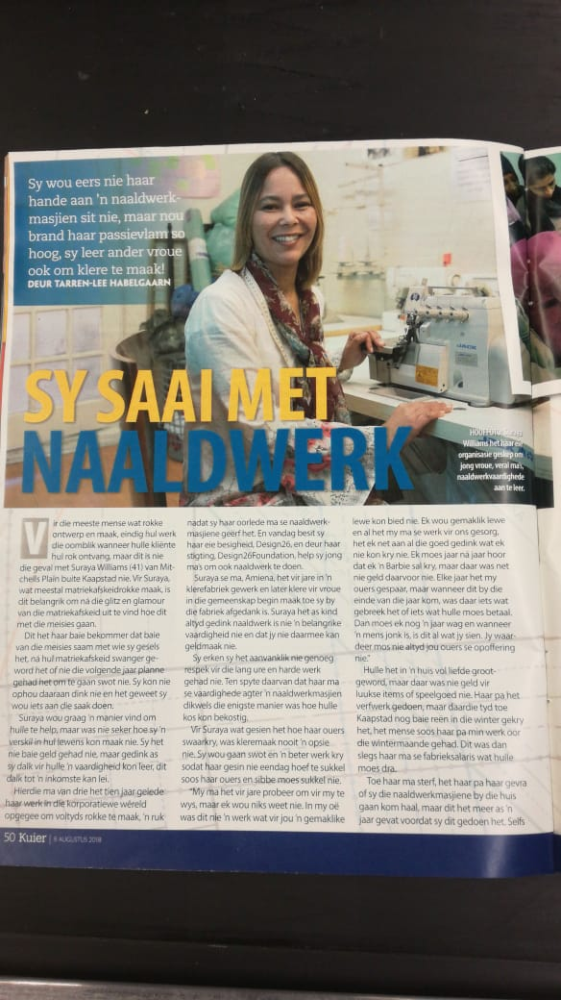 Sy wou eers nie haar
hande aan 'n naaldwerk-
masjien sit nie, maar nou
brand haar passievlam so
hoog, sy leer ander vroue
ook om klere te maak!
DEUR TARREN-LEE HABELGAARN
SY SAAI MET
NAALDWERK
HOOFFOTO: Suraya
Williams het haar eie
organisasie geskep om
jong vroue, veral ma's,
naaldwerkvaardighede
aan te leer.
JACK
Vir die meeste mense wat rokke
ontwerp en maak, eindig hul werk
die oomblik wanneer hulle kliënte
hul rok ontvang, maar dit is nie
die geval met Suraya Williams (41) van Mit-
chells Plain buite Kaapstad nie. Vir Suraya,
wat meestal matriekafskeidrokke maak, is
dit belangrik om ná die glitz en glamour
van die matriekafskeid uit te vind hoe dit
met die meisies gaan.
Dit het haar baie bekommer dat baie
van die meisies saam met wie sy gesels
het, ná hul matriekafskeid swanger ge-
word het of nie die volgende jaar planne
gehad het om te gaan swot nie. Sy kon nie
ophou daaraan dink nie en het geweet sy
wou iets aan die saak doen.
Suraya wou graag 'n manier vind om
hulle te help, maar was nie seker hoe sy 'n
verskil in hul lewens kon maak nie. Sy het
nie baie geld gehad nie, maar gedink as
sy dalk vir hulle 'n vaardigheid kon leer, dit
dalk tot 'n inkomste kan lei.
Hierdie ma van drie het tien jaar gelede
haar werk in die korporatiewe wêreld
opgegee om voltyds rokke te maak, 'n ruk
nadat sy haar oorlede ma se naaldwerk-
masjiene geërf het. En vandag besit sy
haar eie besigheid, Design26, en deur haar
stigting, Design26Foundation, help sy jong
ma's om ook naaldwerk te doen.
Suraya se ma, Amiena, het vir jare in 'n
klerefabriek gewerk en later klere vir vroue
in die gemeenskap begin maak toe sy by
die fabriek afgedank is. Suraya het as kind
altyd gedink naaldwerk is nie 'n belangrike
vaardigheid nie en dat jy nie daarmee kan
geldmaak nie.
Sy erken sy het aanvanklik nie genoeg
respek vir die lang ure en harde werk
gehad nie. Ten spyte daarvan dat haar ma
se vaardighede agter 'n naaldwerkmasjien
dikwels die enigste manier was hoe hulle
kos kon bekostig.
Vir Suraya wat gesien het hoe haar ouers
swaarkry, was kleremaak nooit 'n opsie
nie. Sy wou gaan swot en 'n beter werk kry
sodat haar gesin nie eendag hoef te sukkel
soos haar ouers en sibbe moes sukkel nie.
"My ma het vir jare probeer om vir my te
wys, maar ek wou niks weet nie. In my oë
was dit nie 'n werk wat vir jou 'n gemaklike
lewe kon bied nie. Ek wou gemaklik lewe
en al het my ma se werk vir ons gesorg,
het ek net aan al die goed gedink wat ek
nie kon kry nie. Ek moes jaar ná jaar hoor
dat ek 'n Barbie sal kry, maar daar was net
nie geld daarvoor nie. Elke jaar het my
ouers gespaar, maar wanneer dit by die
einde van die jaar kom, was daar iets wat
gebreek het of iets wat hulle moes betaal.
Dan moes ek nog 'n jaar wag en wanneer
'n mens jonk is, is dit al wat jy sien. Jy waar-
deer mos nie altyd jou ouers se opoffering
nie."
Hulle het in 'n huis vol liefde groot-
geword, maar daar was nie geld vir
luukse items of speelgoed nie. Haar pa het
verfwerk gedoen, maar daardie tyd toe
Kaapstad nog baie reën in die winter gekry
het, het mense soos haar pa min werk oor
die wintermaande gehad. Dit was dan
slegs haar ma se fabrieksalaris wat hulle
moes dra.
Toe haar ma sterf, het haar pa haar gevra
of sy die naaldwerkmasjiene by die huis
gaan kom haal, maar dit het meer as 'n
jaar gevat voordat sy dit gedoen het. Selfs
50 Kuier | 8 AUGUSTUS 2018